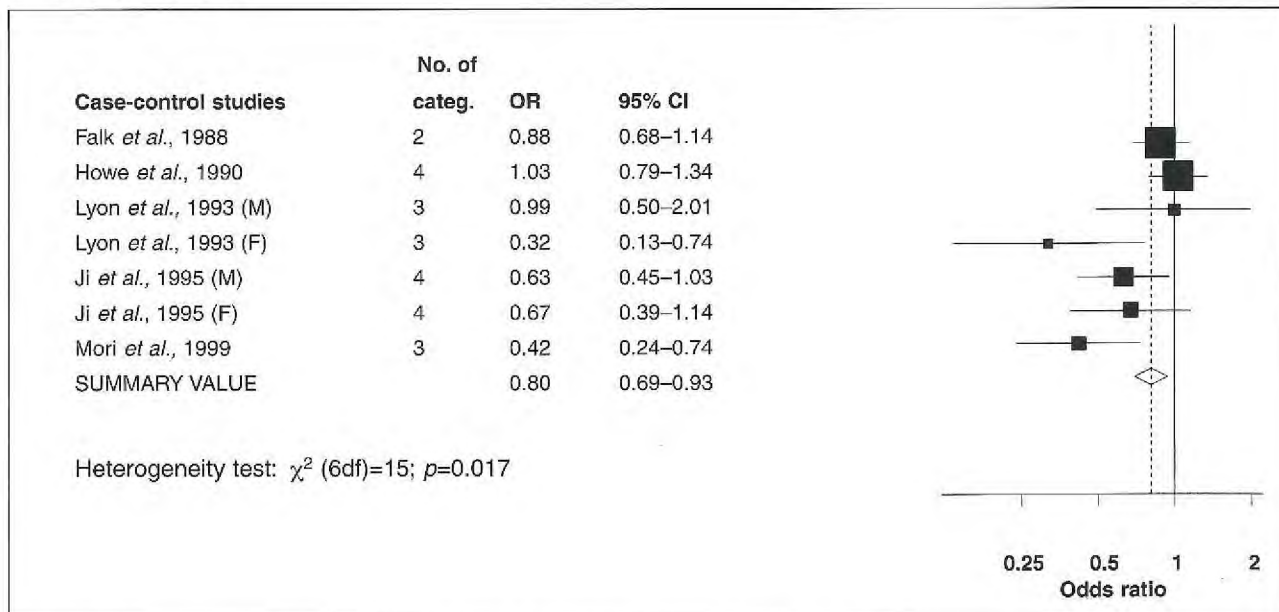 No. of
Case-control studies categ. OR 95% CI
Falk et al., 1988 2 0.88 0.68–1.14
Howe et al., 1990 4 1.03 0.79–1.34
Lyon et al., 1993 (M) 3 0.99 0.50–2.01
Lyon et al., 1993 (F) 3 0.32 0.13–0.74
Ji et al., 1995 (M) 4 0.63 0.45–1.03
Ji et al., 1995 (F) 4 0.67 0.39–1.14
Mori et al., 1999 3 0.42 0.24–0.74
SUMMARY VALUE 0.80 0.69–0.93
Heterogeneity test: χ² (6df)=15; p=0.017
0.25 0.5 1 2
Odds ratio